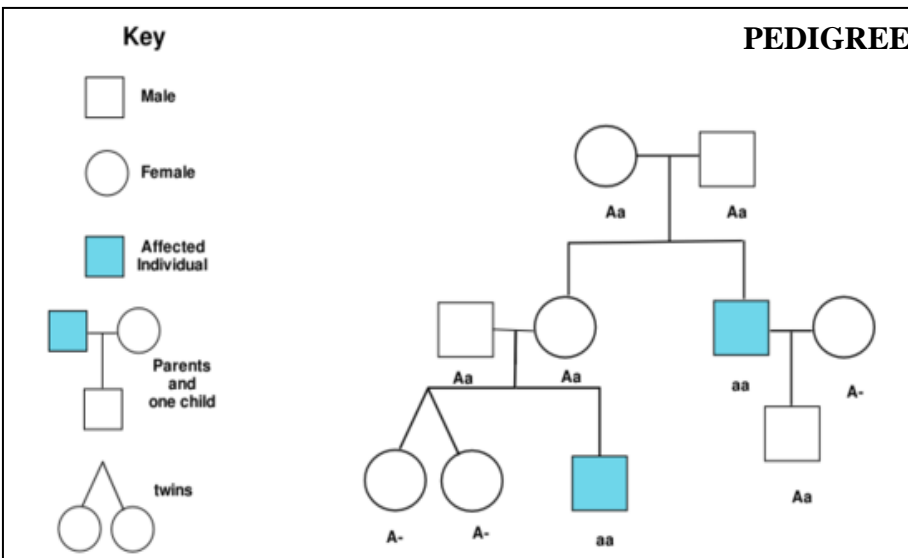 Key
PEDIGREE
Male
Female
Affected
Individual
Parents
and
one child
twins
Aa Aa
Aa Aa aa A-
Aa
A- A- aa